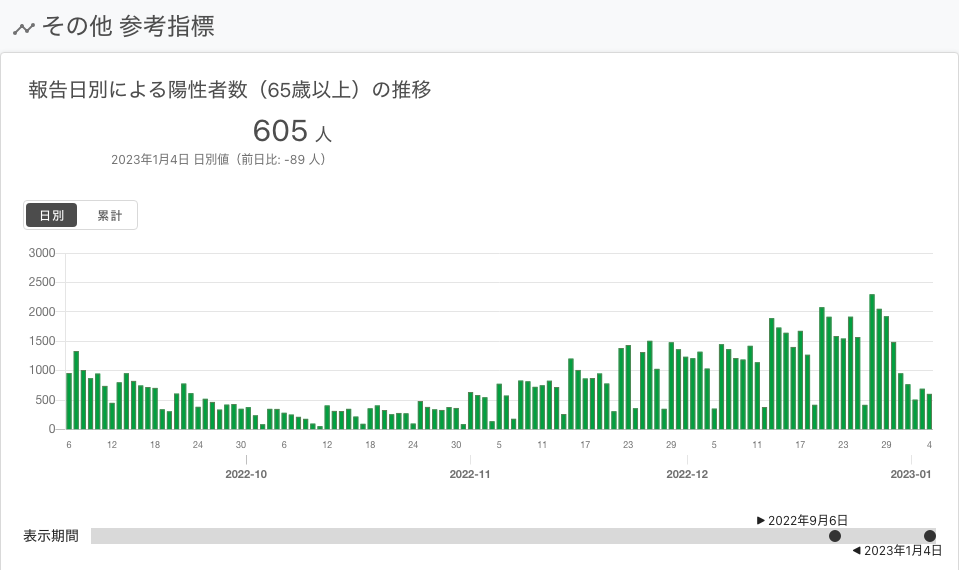 その他 参考指標
報告日別による陽性者数（65歳以上）の推移
605 人
2023年1月4日 日別値（前日比: -89 人）
日別 累計
3000
2500
2000
1500
1000
500
0
6 12 18 24 30 6 12 18 24 30 5 11 17 23 29 5 11 17 23 29 4
2022-10 2022-11 2022-12 2023-01
▶ 2022年9月6日
表示期間
◀ 2023年1月4日